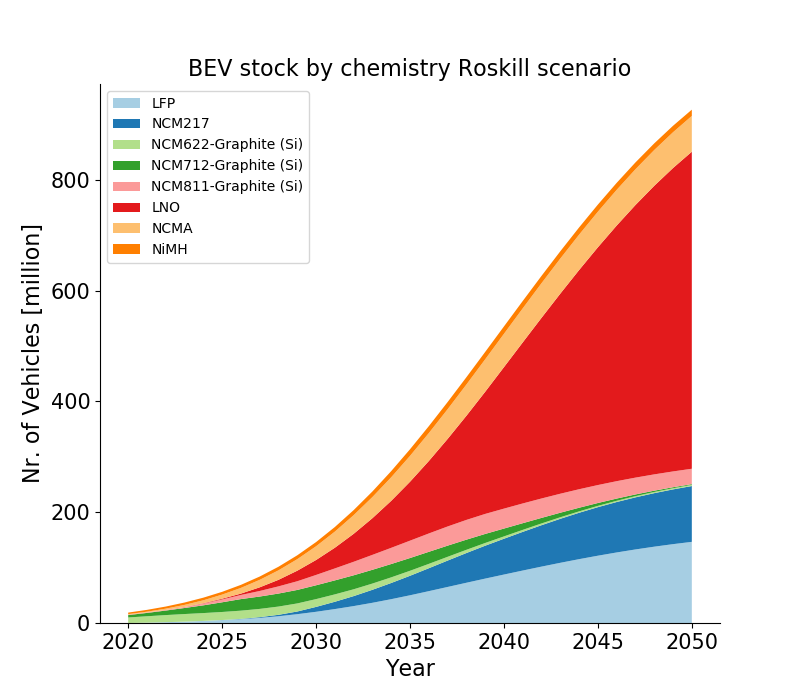 BEV stock by chemistry Roskill scenario
LFP
NCM217
NCM622-Graphite (Si)
NCM712-Graphite (Si)
NCM811-Graphite (Si)
LNO
NCMA
NiMH
Nr. of Vehicles [million]
800
600
400
200
0
2020 2025 2030 2035 2040 2045 2050
Year